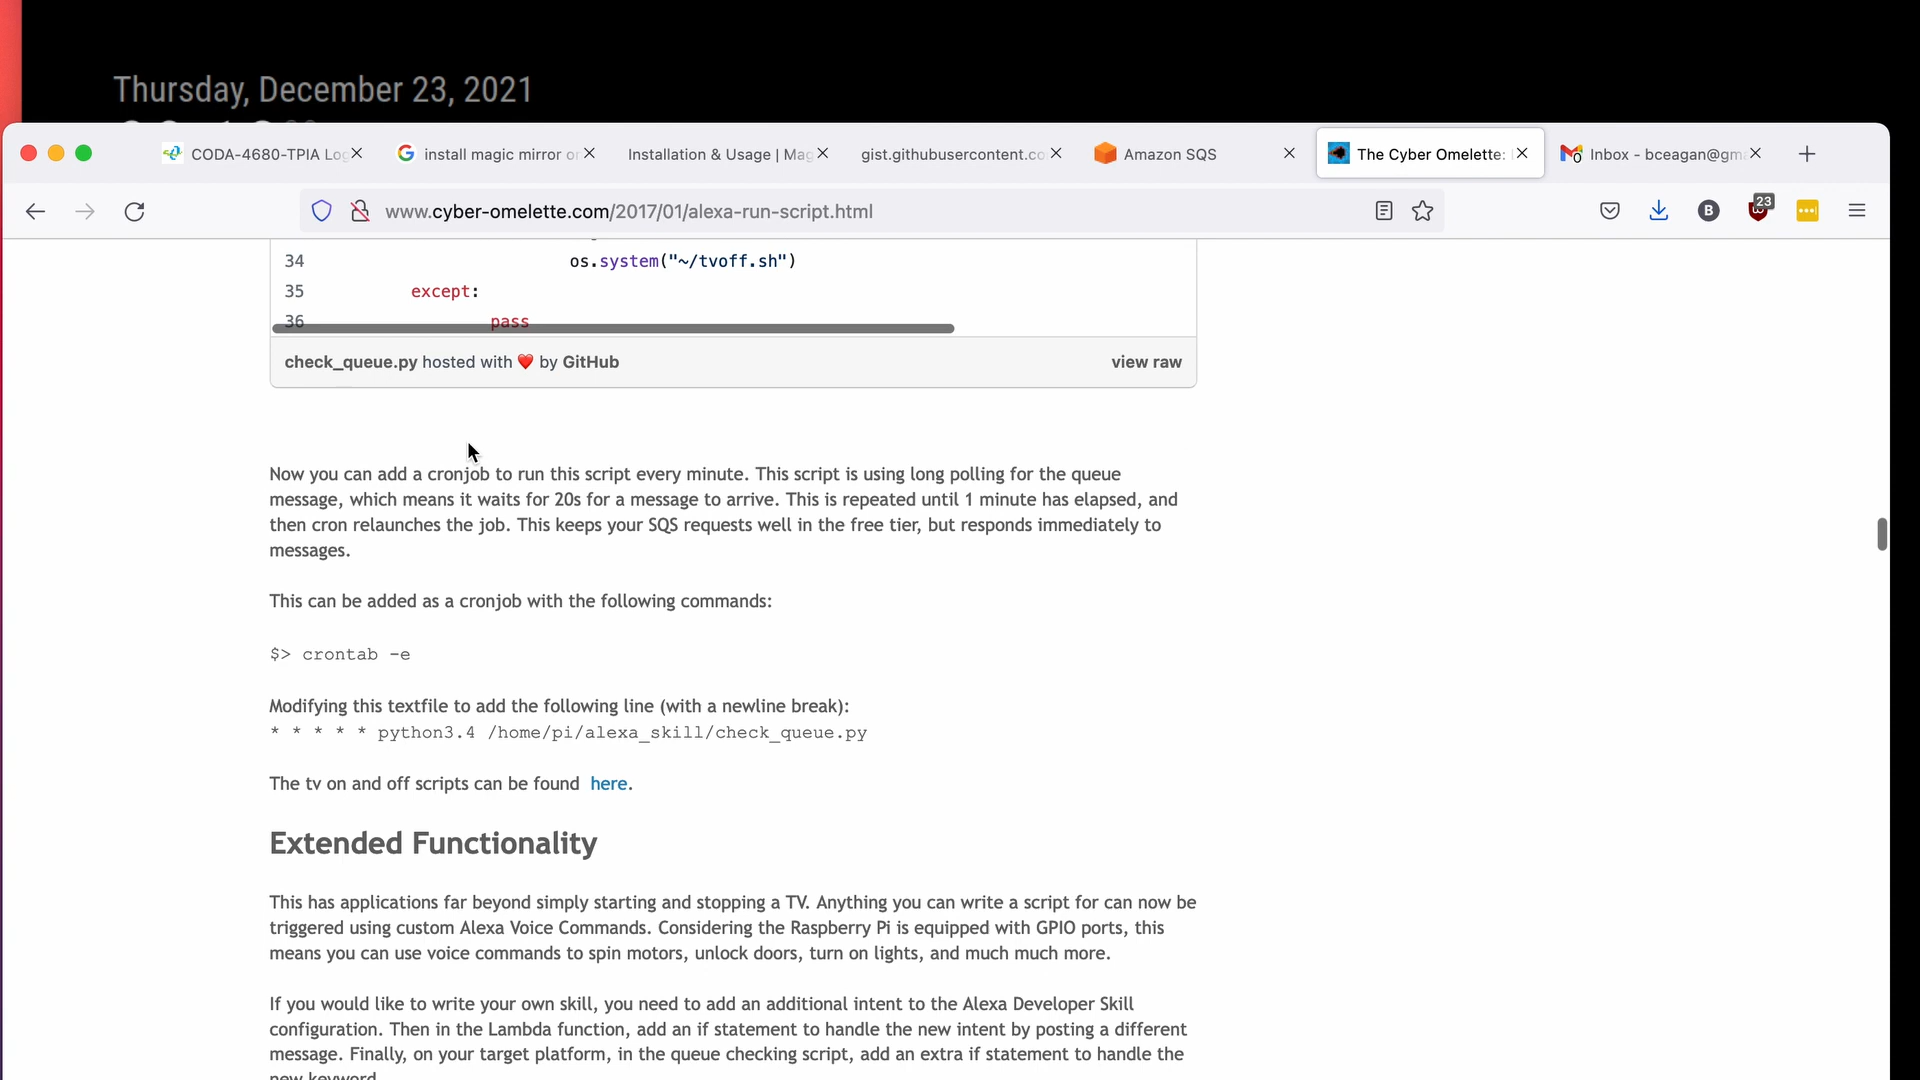 Thursday, December 23, 2021
CODA-4680-TPIA Log
install magic mirror on
Installation & Usage | Mag
gist.githubusercontent.co
Amazon SQS
The Cyber Omelette:
Inbox - bceagan@gma
www.cyber-omelette.com/2017/01/alexa-run-script.html
B
23
34 os.system("~/tvoff.sh")
35 except:
36 pass
check_queue.py hosted with ❤ by GitHub
view raw
Now you can add a cronjob to run this script every minute. This script is using long polling for the queue
message, which means it waits for 20s for a message to arrive. This is repeated until 1 minute has elapsed, and
then cron relaunches the job. This keeps your SQS requests well in the free tier, but responds immediately to
messages.
This can be added as a cronjob with the following commands:
$> crontab -e
Modifying this textfile to add the following line (with a newline break):
* * * * * python3.4 /home/pi/alexa_skill/check_queue.py
The tv on and off scripts can be found here.
Extended Functionality
This has applications far beyond simply starting and stopping a TV. Anything you can write a script for can now be
triggered using custom Alexa Voice Commands. Considering the Raspberry Pi is equipped with GPIO ports, this
means you can use voice commands to spin motors, unlock doors, turn on lights, and much much more.
If you would like to write your own skill, you need to add an additional intent to the Alexa Developer Skill
configuration. Then in the Lambda function, add an if statement to handle the new intent by posting a different
message. Finally, on your target platform, in the queue checking script, add an extra if statement to handle the
new keyword